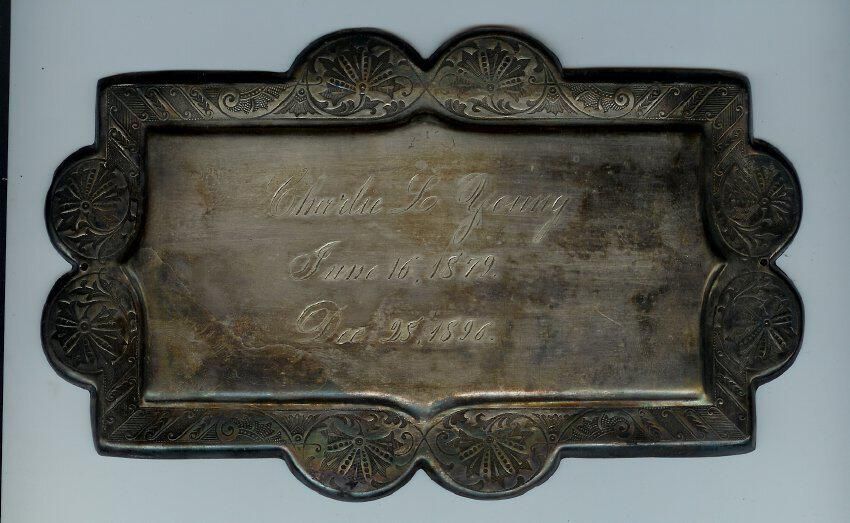 Charlie L Young
June 16, 1879.
Dec 28, 1896.